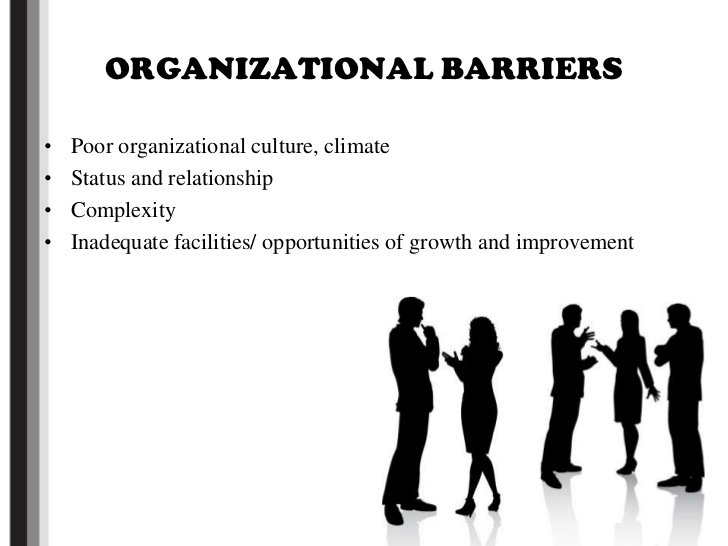 ORGANIZATIONAL BARRIERS
• Poor organizational culture, climate
• Status and relationship
• Complexity
• Inadequate facilities/ opportunities of growth and improvement